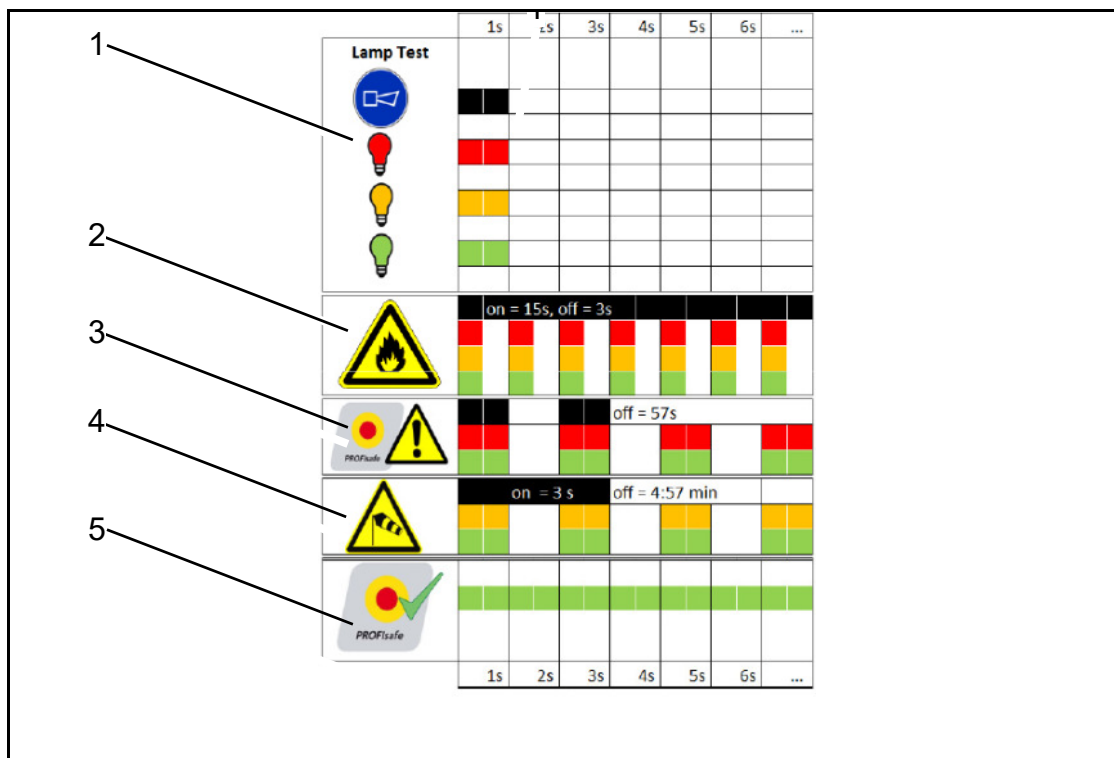 1s 2s 3s 4s 5s 6s ...
Lamp Test
1
2
on = 15s, off = 3s
3
off = 57s
PROFIsafe
4
on = 3 s off = 4:57 min
5
PROFIsafe
1s 2s 3s 4s 5s 6s ...